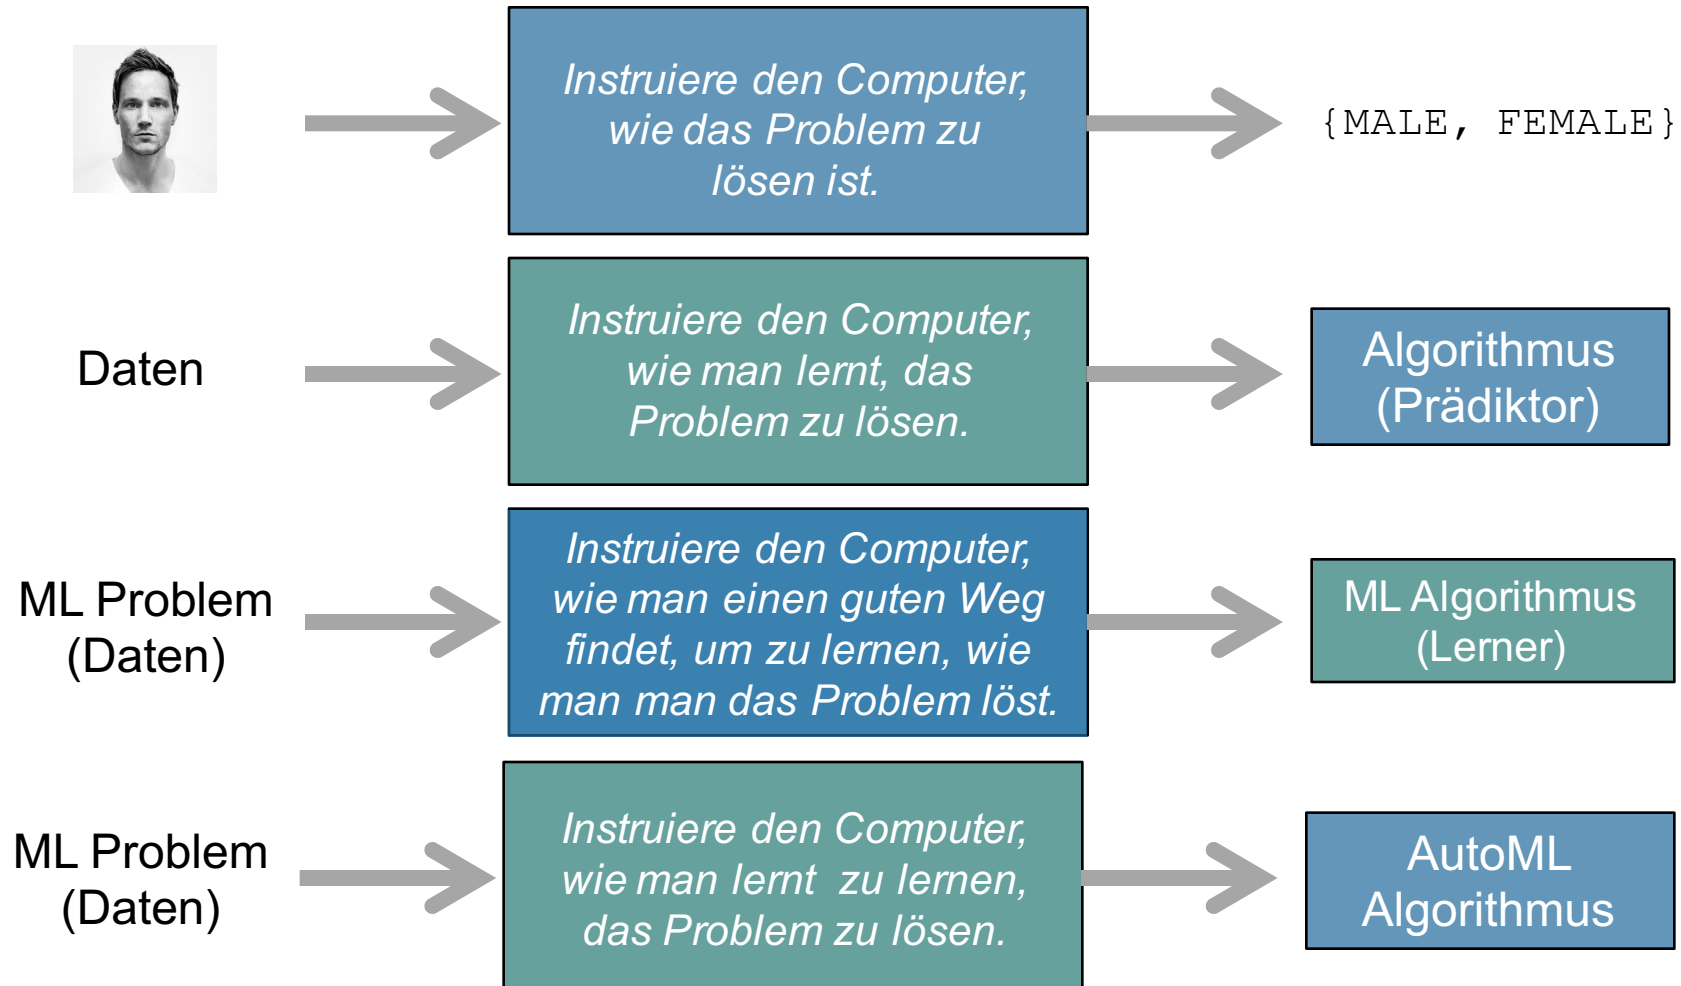 Instruiere den Computer,
wie das Problem zu
lösen ist.
{MALE, FEMALE}
Daten
Instruiere den Computer,
wie man lernt, das
Problem zu lösen.
Algorithmus
(Prädiktor)
ML Problem
(Daten)
Instruiere den Computer,
wie man einen guten Weg
findet, um zu lernen, wie
man man das Problem löst.
ML Algorithmus
(Lerner)
ML Problem
(Daten)
Instruiere den Computer,
wie man lernt zu lernen,
das Problem zu lösen.
AutoML
Algorithmus